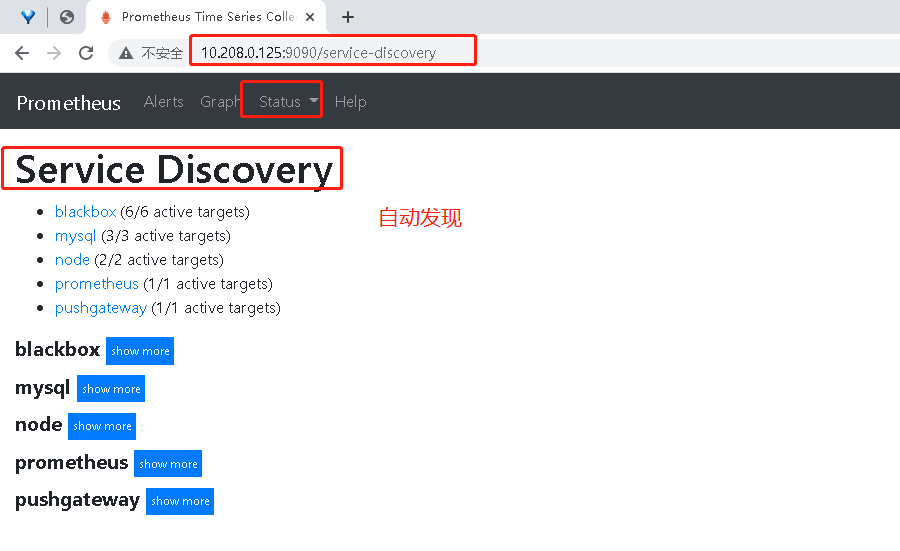 Prometheus Time Series Colle
不安全 10.208.0.125:9090/service-discovery
Prometheus Alerts Graph Status Help
Service Discovery
blackbox (6/6 active targets)
自动发现
mysql (3/3 active targets)
node (2/2 active targets)
prometheus (1/1 active targets)
pushgateway (1/1 active targets)
blackbox show more
mysql show more
node show more
prometheus show more
pushgateway show more